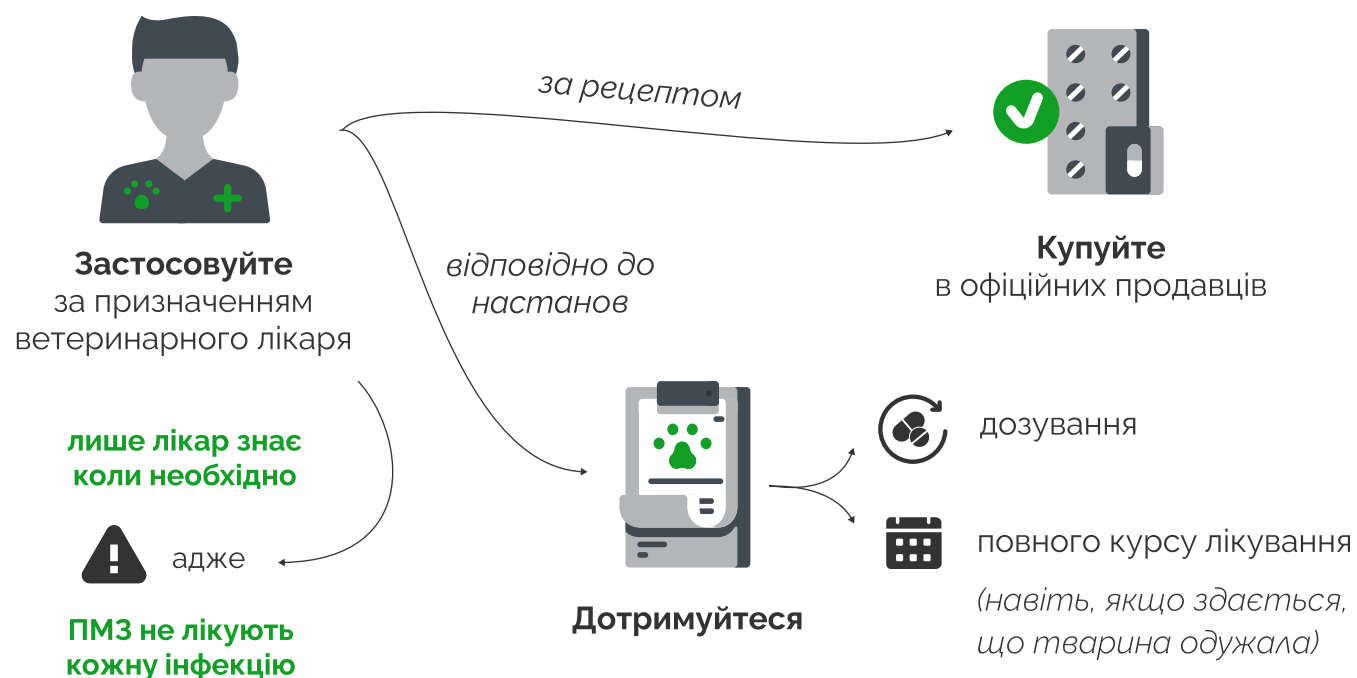 за рецептом
Застосовуйте
за призначенням
ветеринарного лікаря
Купуйте
в офіційних продавців
відповідно до
настанов
лише лікар знає
коли необхідно
адже
ПМЗ не лікують
кожну інфекцію
Дотримуйтеся
дозування
повного курсу лікування
(навіть, якщо здається,
що тварина одужала)